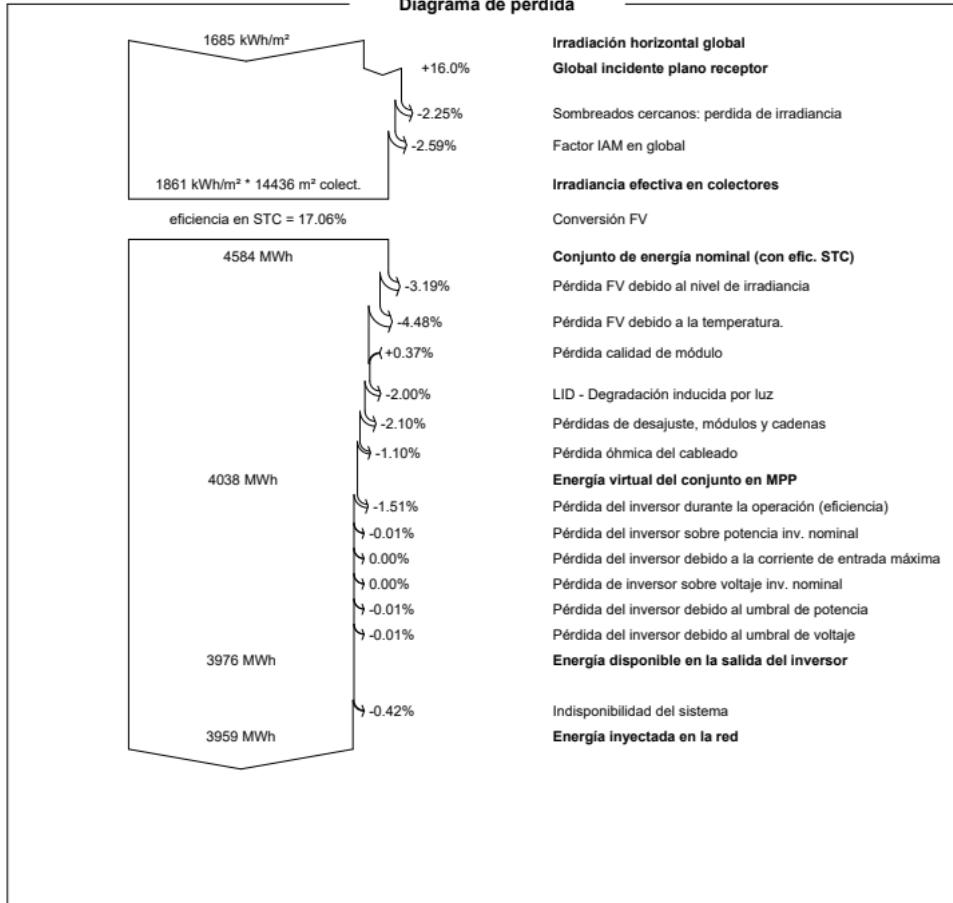 Diagrama de perdida
1685 kWh/m² Irradiación horizontal global
+16.0% Global incidente plano receptor
-2.25% Sombreados cercanos: perdida de irradiancia
-2.59% Factor IAM en global
1861 kWh/m² * 14436 m² colect. Irradiancia efectiva en colectores
eficiencia en STC = 17.06% Conversión FV
4584 MWh Conjunto de energía nominal (con efic. STC)
-3.19% Pérdida FV debido al nivel de irradiancia
-4.48% Pérdida FV debido a la temperatura.
+0.37% Pérdida calidad de módulo
-2.00% LID - Degradación inducida por luz
-2.10% Pérdidas de desajuste, módulos y cadenas
-1.10% Pérdida óhmica del cableado
4038 MWh Energía virtual del conjunto en MPP
-1.51% Pérdida del inversor durante la operación (eficiencia)
-0.01% Pérdida del inversor sobre potencia inv. nominal
0.00% Pérdida del inversor debido a la corriente de entrada máxima
0.00% Pérdida de inversor sobre voltaje inv. nominal
-0.01% Pérdida del inversor debido al umbral de potencia
-0.01% Pérdida del inversor debido al umbral de voltaje
3976 MWh Energía disponible en la salida del inversor
-0.42% Indisponibilidad del sistema
3959 MWh Energía inyectada en la red